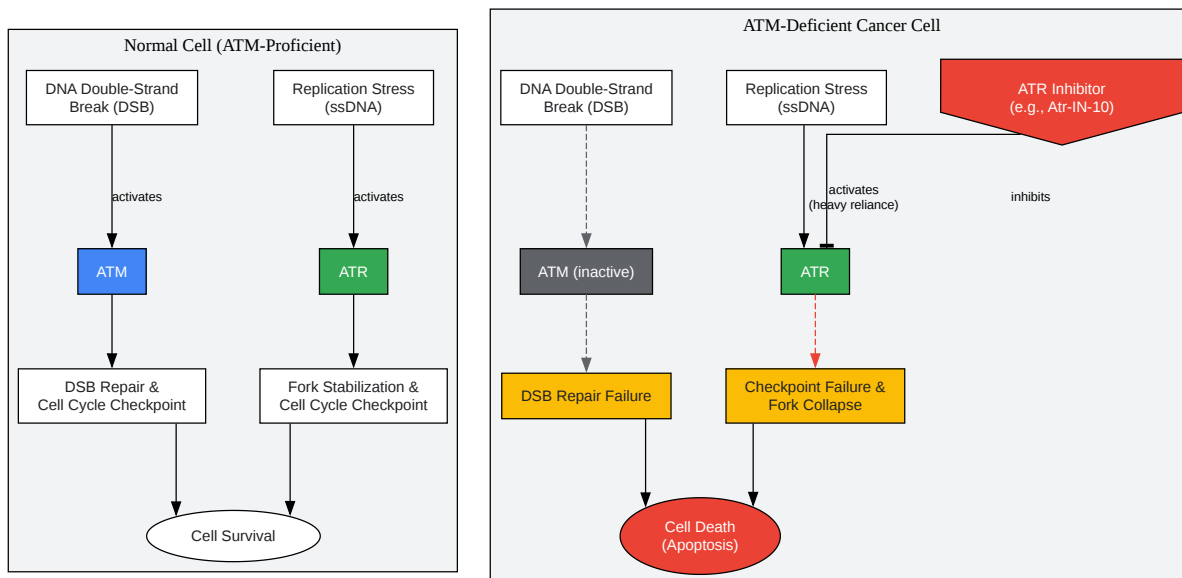 Normal Cell (ATM-Proficient)
DNA Double-Strand
Break (DSB)
Replication Stress
(ssDNA)
activates
activates
ATM
ATR
DSB Repair &
Cell Cycle Checkpoint
Fork Stabilization &
Cell Cycle Checkpoint
Cell Survival
ATM-Deficient Cancer Cell
DNA Double-Strand
Break (DSB)
Replication Stress
(ssDNA)
ATR Inhibitor
(e.g., Atr-IN-10)
activates
(heavy reliance)
inhibits
ATM (inactive)
ATR
DSB Repair Failure
Checkpoint Failure &
Fork Collapse
Cell Death
(Apoptosis)